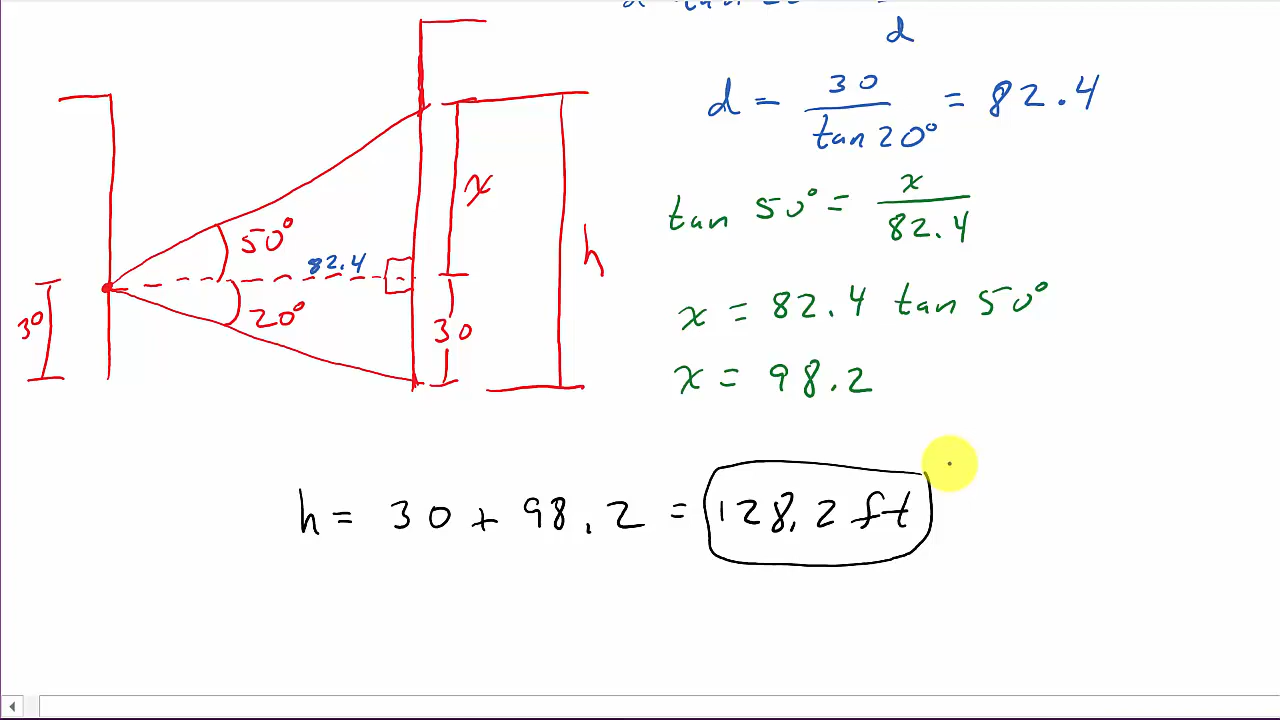 d = 30 / tan 20° = 82.4
tan 50° = x / 82.4
x = 82.4 tan 50°
x = 98.2
50°
82.4
20°
30
x
30
h
h = 30 + 98.2 = 128.2 ft